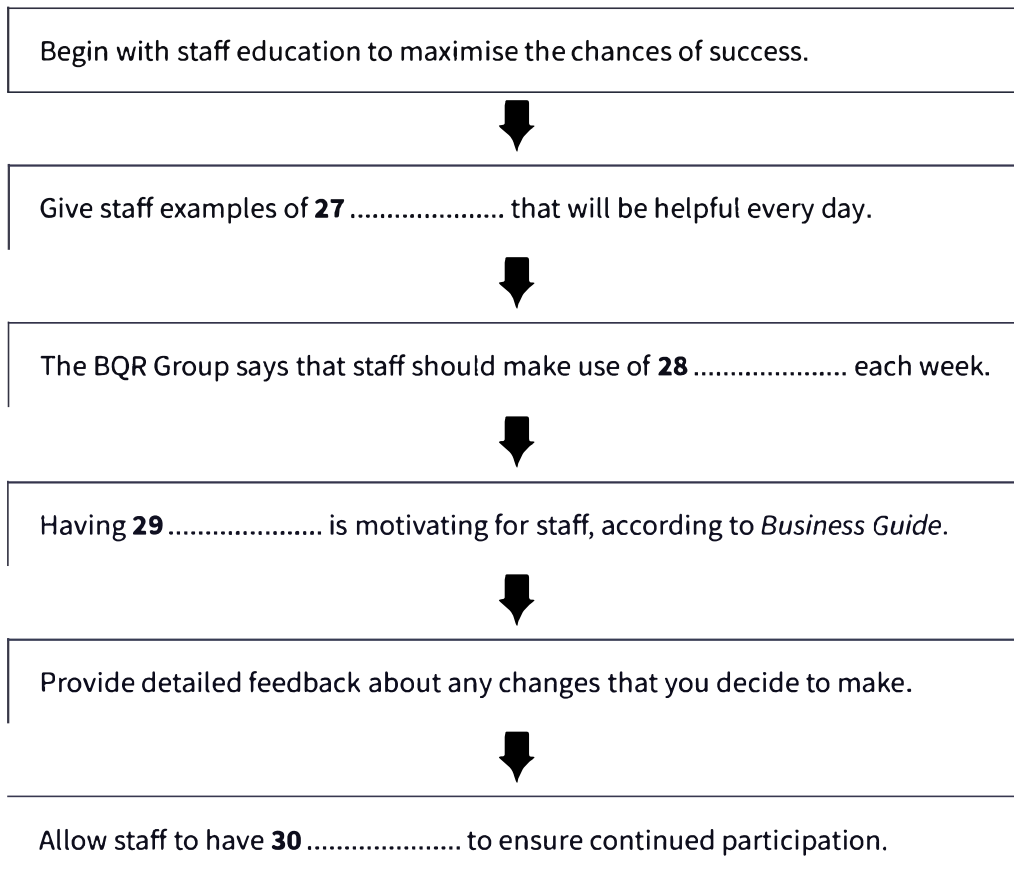 Begin with staff education to maximise the chances of success.
Give staff examples of 27 ..................... that will be helpful every day.
The BQR Group says that staff should make use of 28 ..................... each week.
Having 29 ..................... is motivating for staff, according to Business Guide.
Provide detailed feedback about any changes that you decide to make.
Allow staff to have 30 ..................... to ensure continued participation.